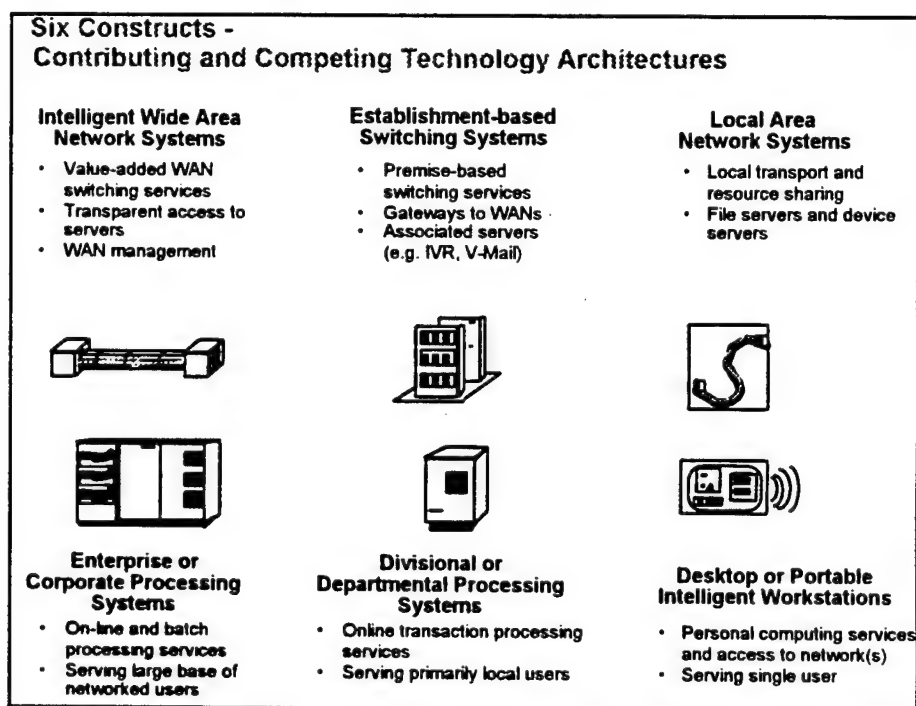 Six Constructs -
Contributing and Competing Technology Architectures
Intelligent Wide Area
Network Systems
• Value-added WAN
switching services
• Transparent access to
servers
• WAN management
Establishment-based
Switching Systems
• Premise-based
switching services
• Gateways to WANs
• Associated servers
(e.g. IVR, V-Mail)
Local Area
Network Systems
• Local transport and
resource sharing
• File servers and device
servers
Enterprise or
Corporate Processing
Systems
• On-line and batch
processing services
• Serving large base of
networked users
Divisional or
Departmental Processing
Systems
• Online transaction processing
services
• Serving primarily local users
Desktop or Portable
Intelligent Workstations
• Personal computing services
and access to network(s)
• Serving single user